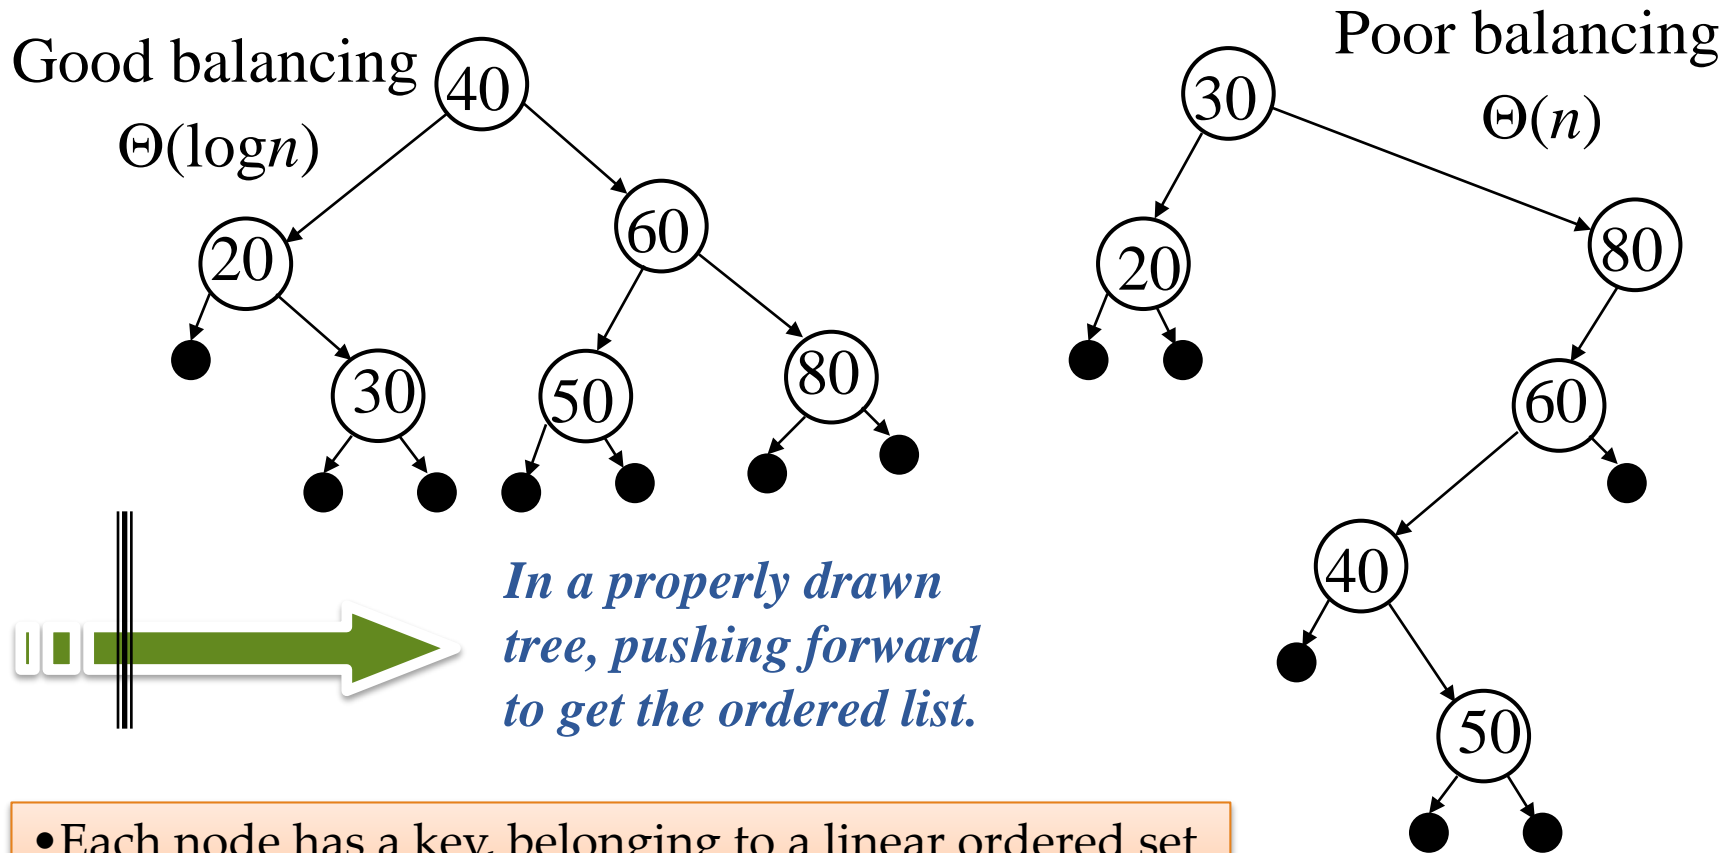 Good balancing
Θ(logn)
40
20
60
30
50
80
Poor balancing
Θ(n)
30
20
80
60
40
50
In a properly drawn
tree, pushing forward
to get the ordered list.
•Each node has a key, belonging to a linear ordered set